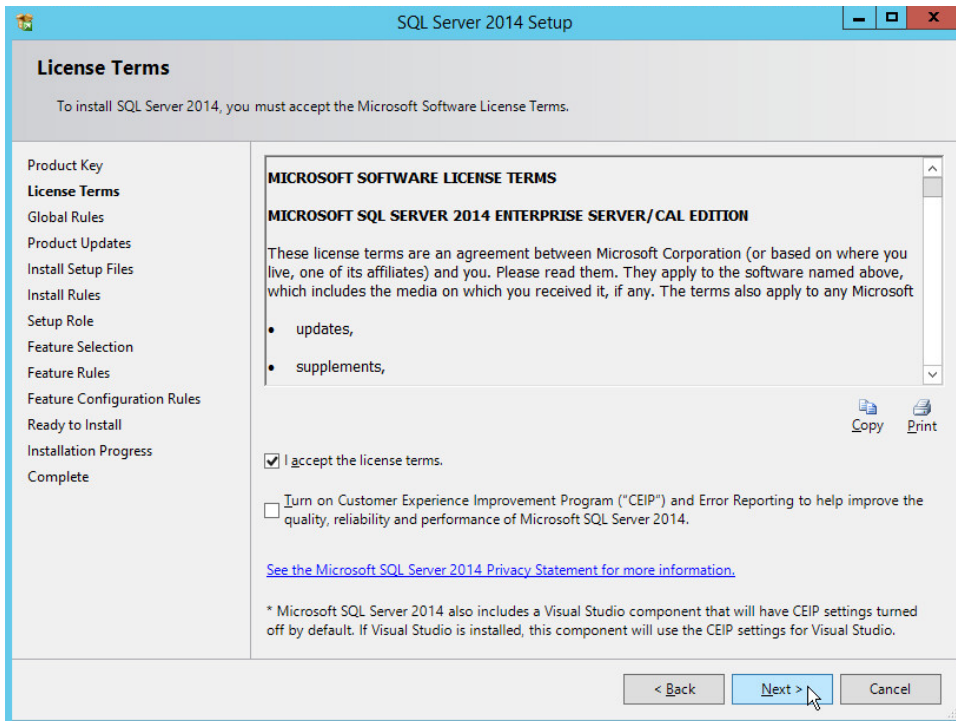 SQL Server 2014 Setup
License Terms
To install SQL Server 2014, you must accept the Microsoft Software License Terms.
Product Key
License Terms
Global Rules
Product Updates
Install Setup Files
Install Rules
Setup Role
Feature Selection
Feature Rules
Feature Configuration Rules
Ready to Install
Installation Progress
Complete
MICROSOFT SOFTWARE LICENSE TERMS
MICROSOFT SQL SERVER 2014 ENTERPRISE SERVER/CAL EDITION
These license terms are an agreement between Microsoft Corporation (or based on where you
live, one of its affiliates) and you. Please read them. They apply to the software named above,
which includes the media on which you received it, if any. The terms also apply to any Microsoft
• updates,
• supplements,
Copy Print
I accept the license terms.
Turn on Customer Experience Improvement Program ("CEIP") and Error Reporting to help improve the
quality, reliability and performance of Microsoft SQL Server 2014.
See the Microsoft SQL Server 2014 Privacy Statement for more information.
* Microsoft SQL Server 2014 also includes a Visual Studio component that will have CEIP settings turned
off by default. If Visual Studio is installed, this component will use the CEIP settings for Visual Studio.
< Back Next > Cancel